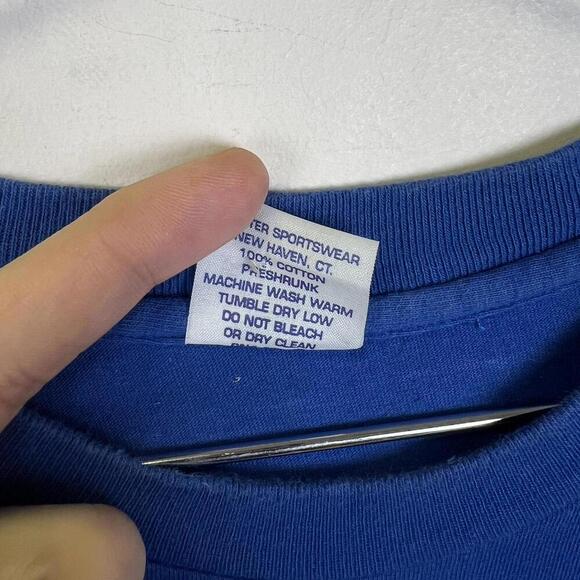 SPORTSWEAR
NEW HAVEN, CT.
100% COTTON
PRESHRUNK
MACHINE WASH WARM
TUMBLE DRY LOW
DO NOT BLEACH
OR DRY CLEAN